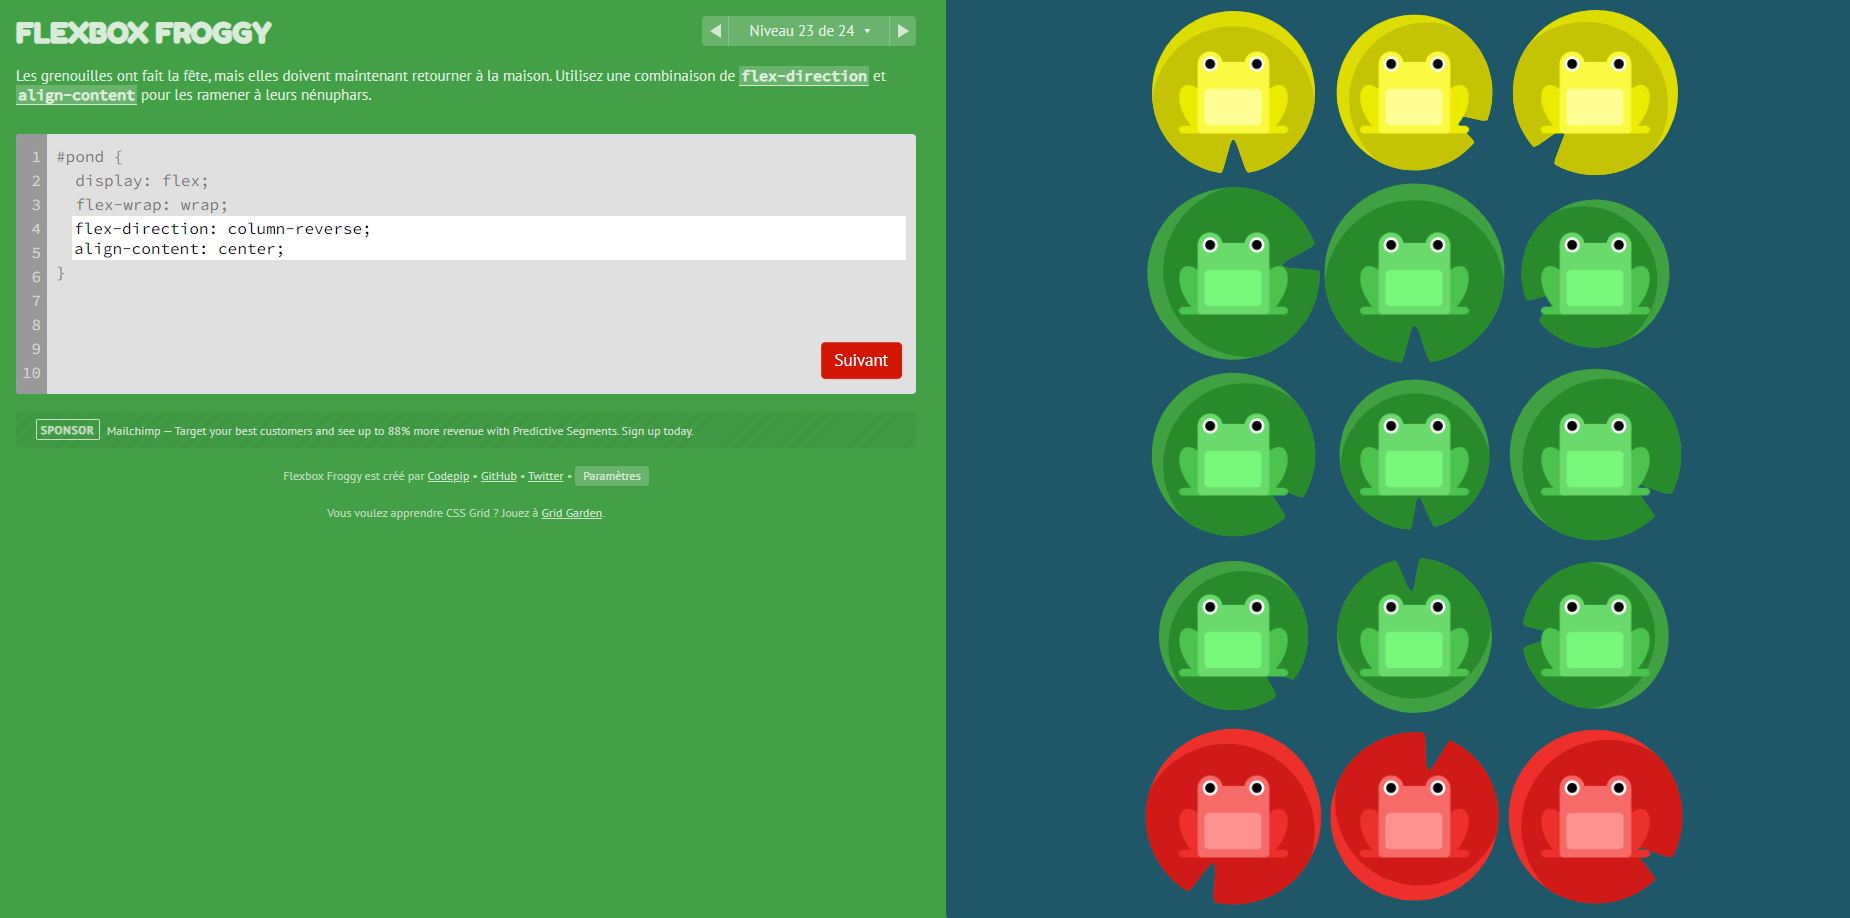 FLEXBOX FROGGY
◀ Niveau 23 de 24 ▾ ▶
Les grenouilles ont fait la fête, mais elles doivent maintenant retourner à la maison. Utilisez une combinaison de flex-direction et
align-content pour les ramener à leurs nénuphars.
1 #pond {
2 display: flex;
3 flex-wrap: wrap;
4 flex-direction: column-reverse;
5 align-content: center;
6 }
7
8
9
10
Suivant
SPONSOR Mailchimp — Target your best customers and see up to 88% more revenue with Predictive Segments. Sign up today.
Flexbox Froggy est créé par Codepip • GitHub • Twitter • Paramètres
Vous voulez apprendre CSS Grid ? Jouez à Grid Garden.